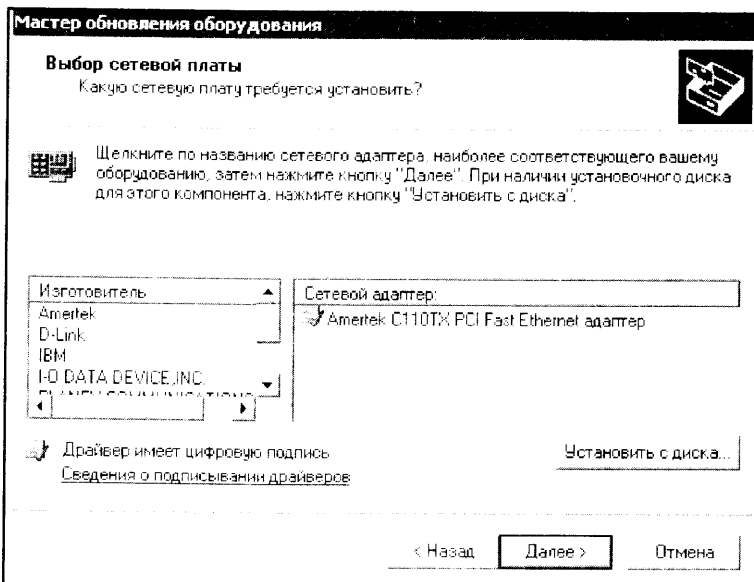 Мастер обновления оборудования
Выбор сетевой платы
Какую сетевую плату требуется установить?
Щелкните по названию сетевого адаптера, наиболее соответствующего вашему
оборудованию, затем нажмите кнопку "Далее". При наличии установочного диска
для этого компонента, нажмите кнопку "Установить с диска".
Изготовитель
Amertek
D-Link
IBM
I-O DATA DEVICE,INC.
Сетевой адаптер:
Amertek C110TX PCI Fast Ethernet адаптер
Драйвер имеет цифровую подпись
Сведения о подписывании драйверов
Установить с диска...
< Назад
Далее >
Отмена